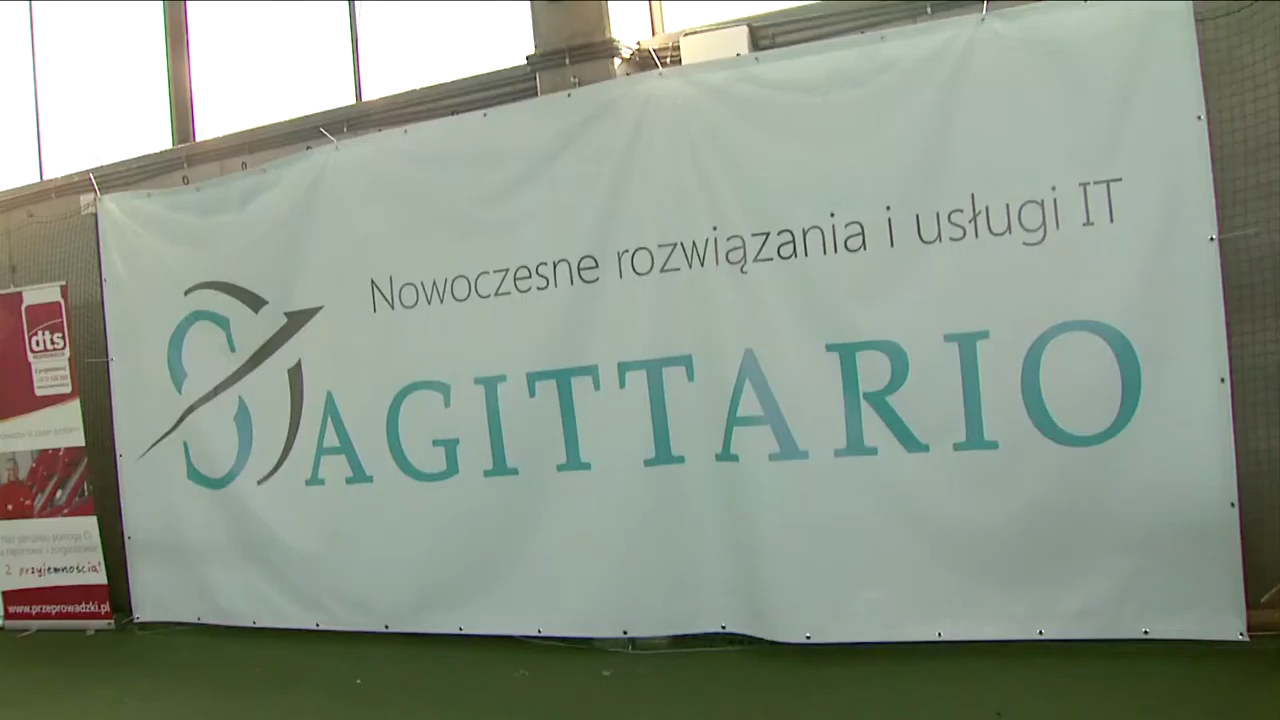 Nowoczesne rozwiązania i usługi IT
SAGITTARIO
dts
z przyjemnością!
www.przeprowadzki.pl